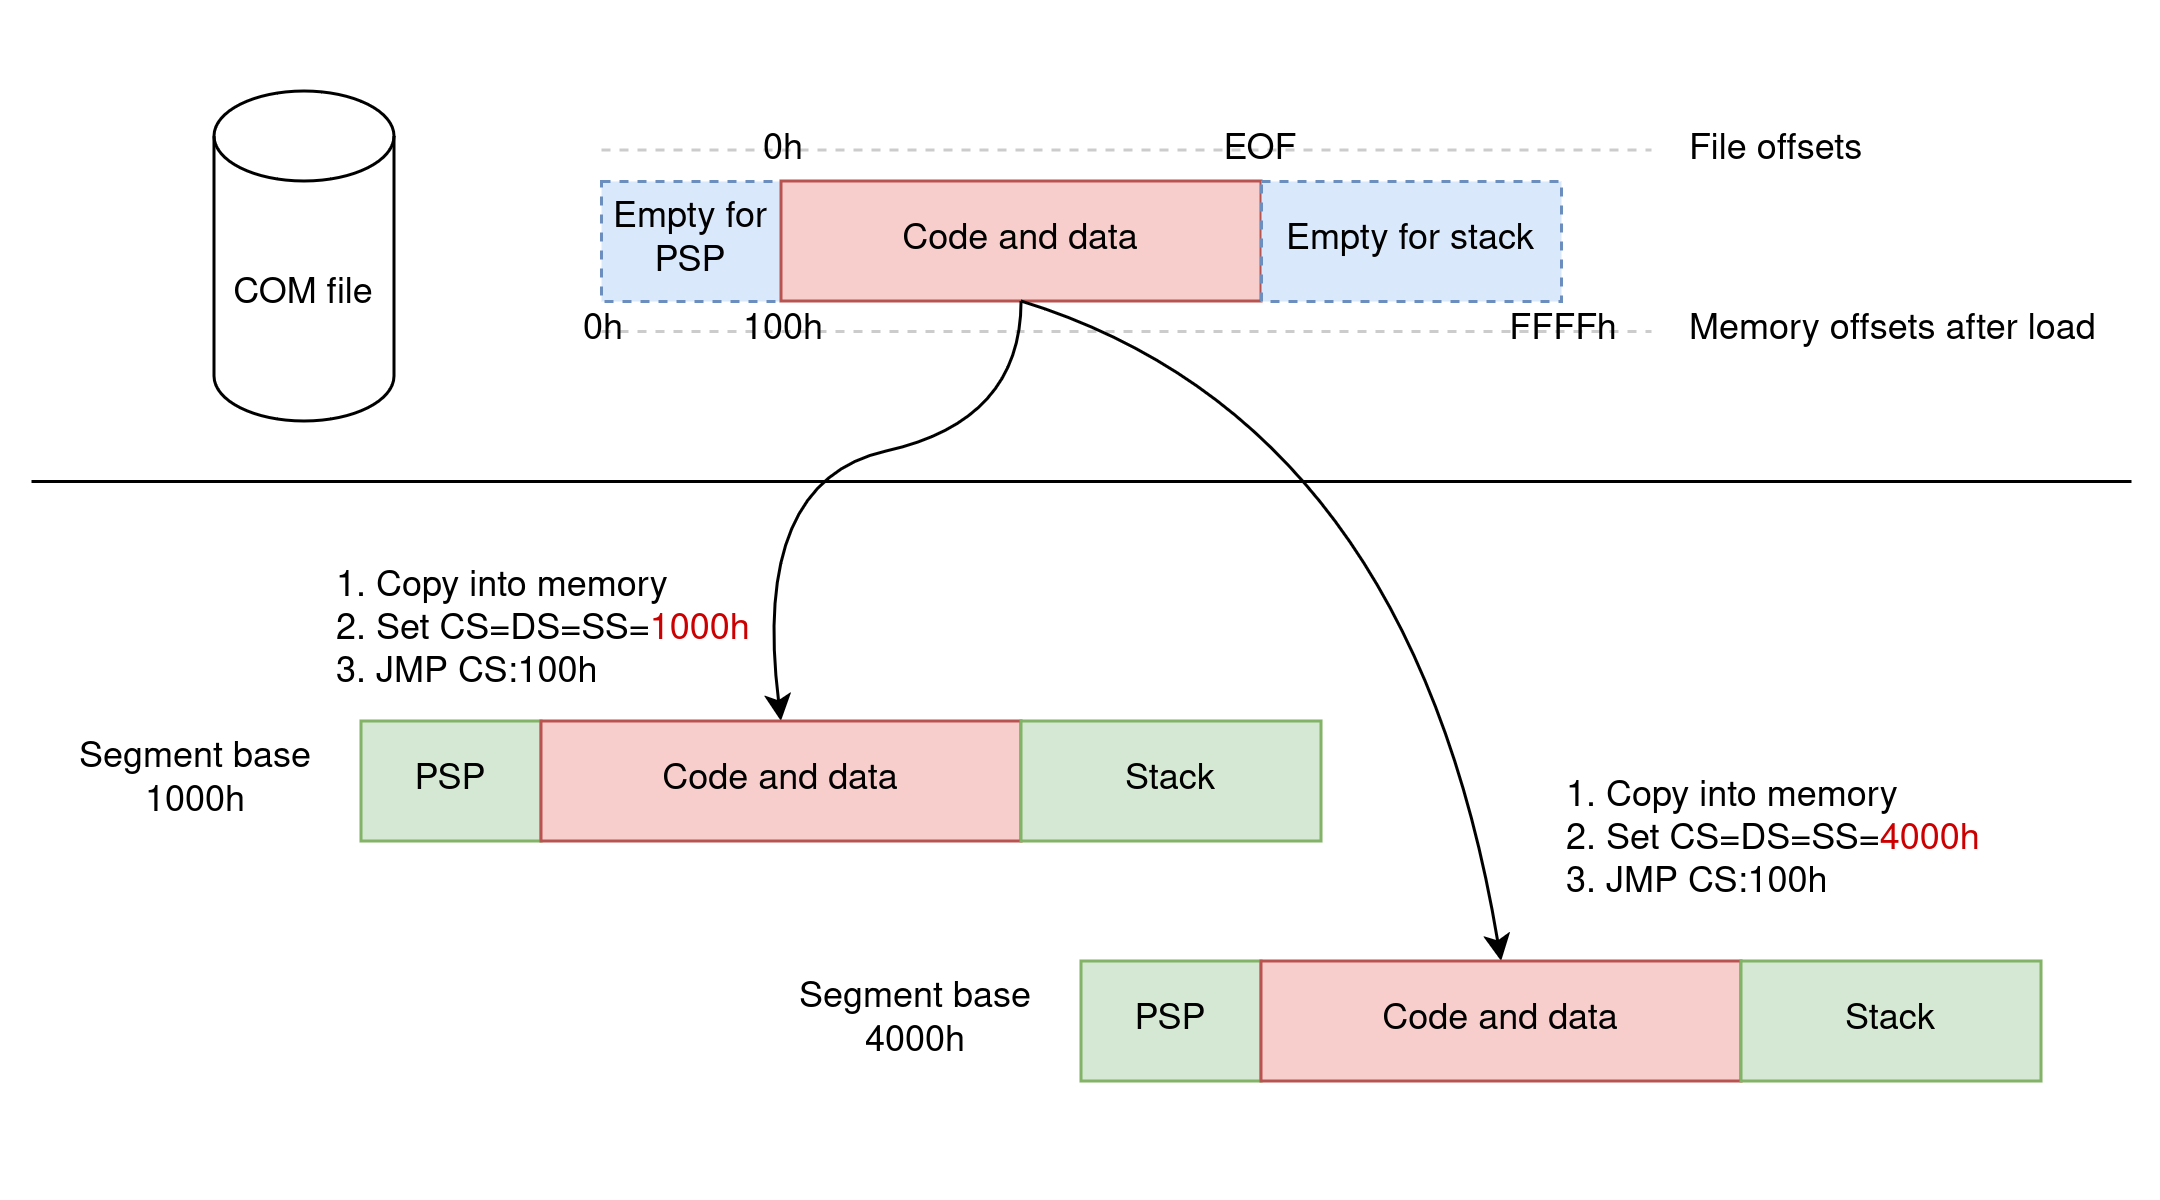 0h
EOF
File offsets
Empty for
PSP
Code and data
Empty for stack
COM file
0h
100h
FFFFh
Memory offsets after load
1. Copy into memory
2. Set CS=DS=SS=1000h
3. JMP CS:100h
Segment base
1000h
PSP
Code and data
Stack
1. Copy into memory
2. Set CS=DS=SS=4000h
3. JMP CS:100h
Segment base
4000h
PSP
Code and data
Stack